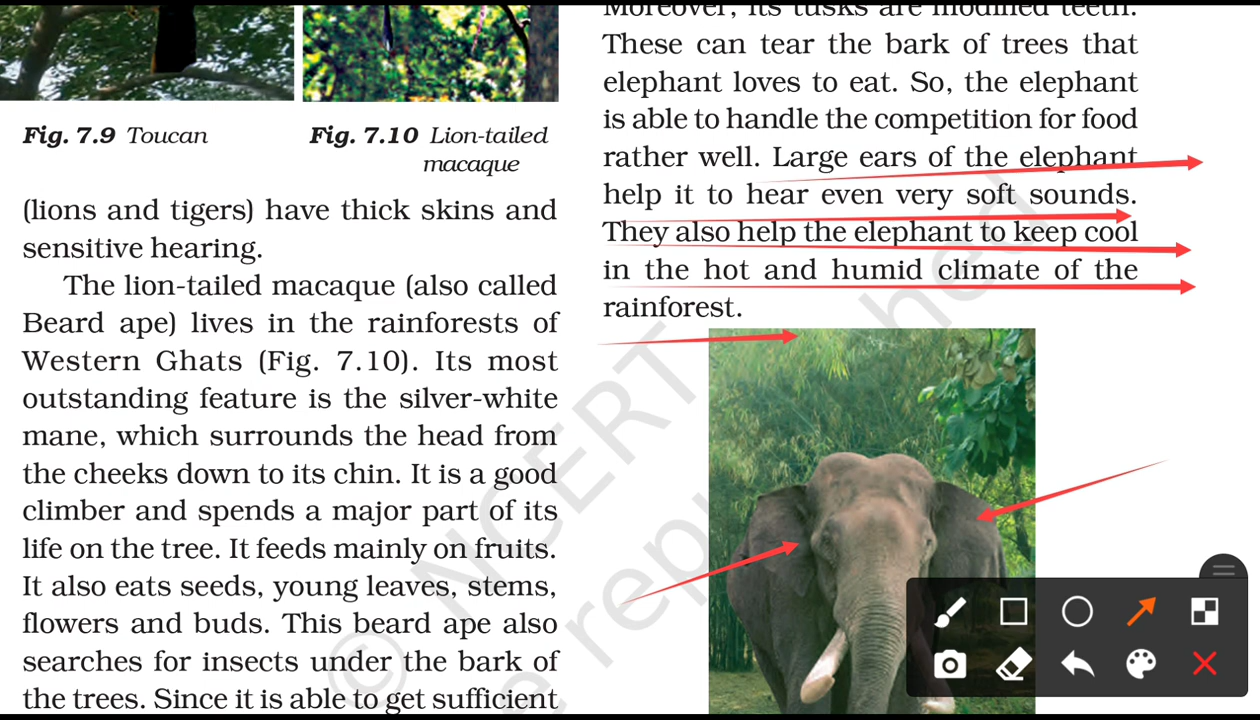 Fig. 7.9 Toucan
Fig. 7.10 Lion-tailed
macaque
(lions and tigers) have thick skins and
sensitive hearing.
The lion-tailed macaque (also called
Beard ape) lives in the rainforests of
Western Ghats (Fig. 7.10). Its most
outstanding feature is the silver-white
mane, which surrounds the head from
the cheeks down to its chin. It is a good
climber and spends a major part of its
life on the tree. It feeds mainly on fruits.
It also eats seeds, young leaves, stems,
flowers and buds. This beard ape also
searches for insects under the bark of
the trees. Since it is able to get sufficient
Moreover, its tusks are modified teeth.
These can tear the bark of trees that
elephant loves to eat. So, the elephant
is able to handle the competition for food
rather well. Large ears of the elephant
help it to hear even very soft sounds.
They also help the elephant to keep cool
in the hot and humid climate of the
rainforest.
© NCERT